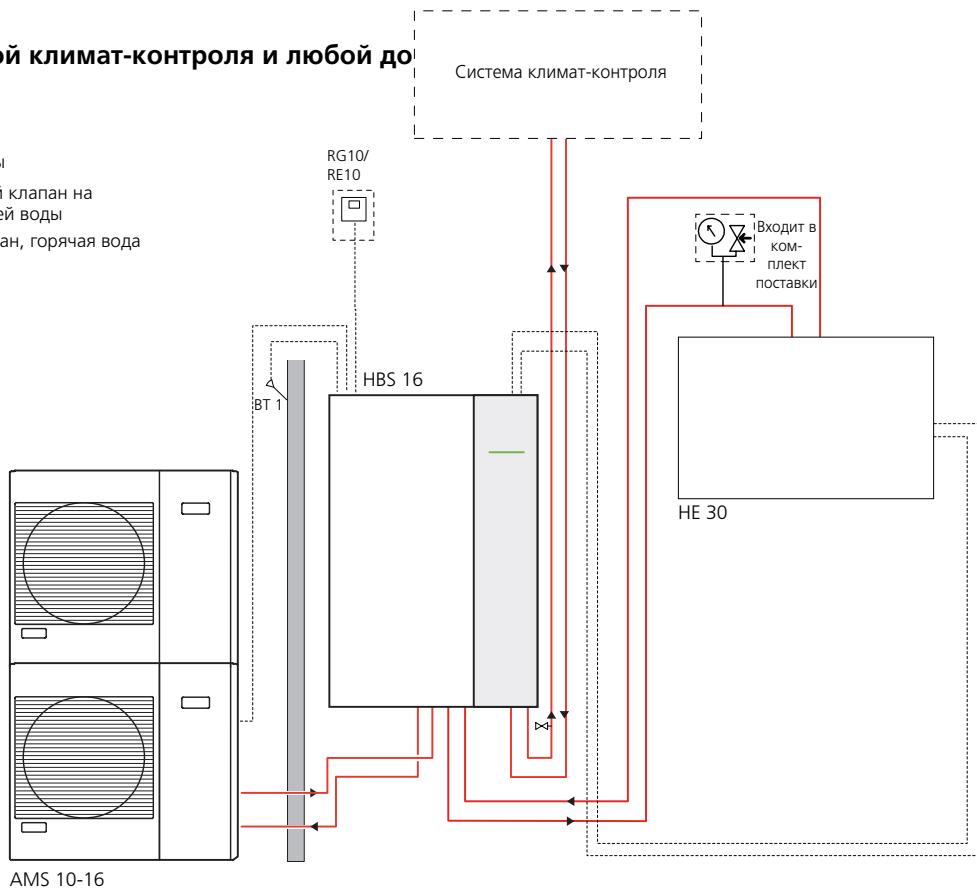 ой климат-контроля и любой до
Система климат-контроля
ы
й клапан на
ей воды
ан, горячая вода
RG10/
RE10
Входит в
ком-
плект
поставки
HBS 16
BT 1
HE 30
AMS 10-16